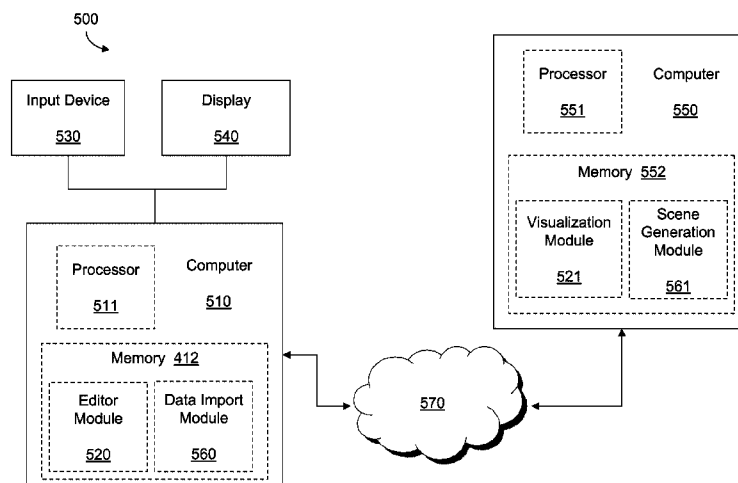 500
Input Device
530
Display
540
Processor
511
Computer
510
Memory 412
Editor
Module
520
Data Import
Module
560
570
Processor
551
Computer
550
Memory 552
Visualization
Module
521
Scene
Generation
Module
561